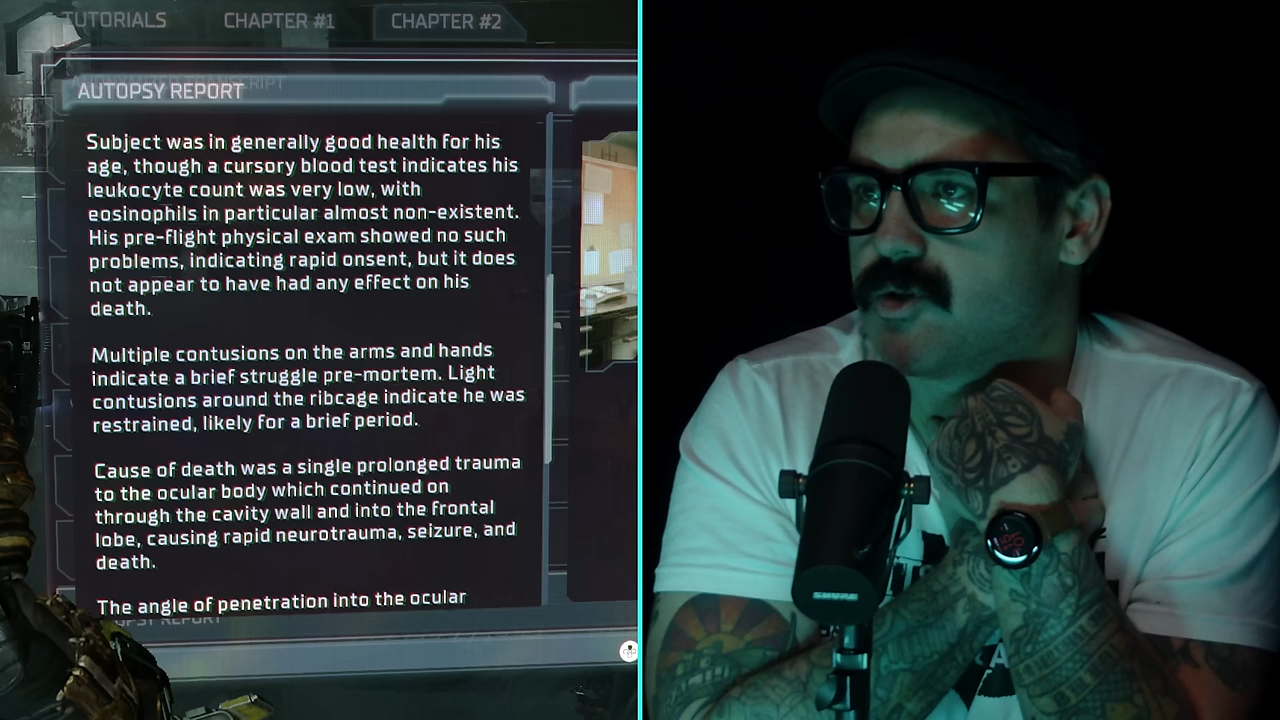 TUTORIALS
CHAPTER #1
CHAPTER #2
AUTOPSY REPORT
Subject was in generally good health for his
age, though a cursory blood test indicates his
leukocyte count was very low, with
eosinophils in particular almost non-existent.
His pre-flight physical exam showed no such
problems, indicating rapid onsent, but it does
not appear to have had any effect on his
death.
Multiple contusions on the arms and hands
indicate a brief struggle pre-mortem. Light
contusions around the ribcage indicate he was
restrained, likely for a brief period.
Cause of death was a single prolonged trauma
to the ocular body which continued on
through the cavity wall and into the frontal
lobe, causing rapid neurotrauma, seizure, and
death.
The angle of penetration into the ocular
SHURE